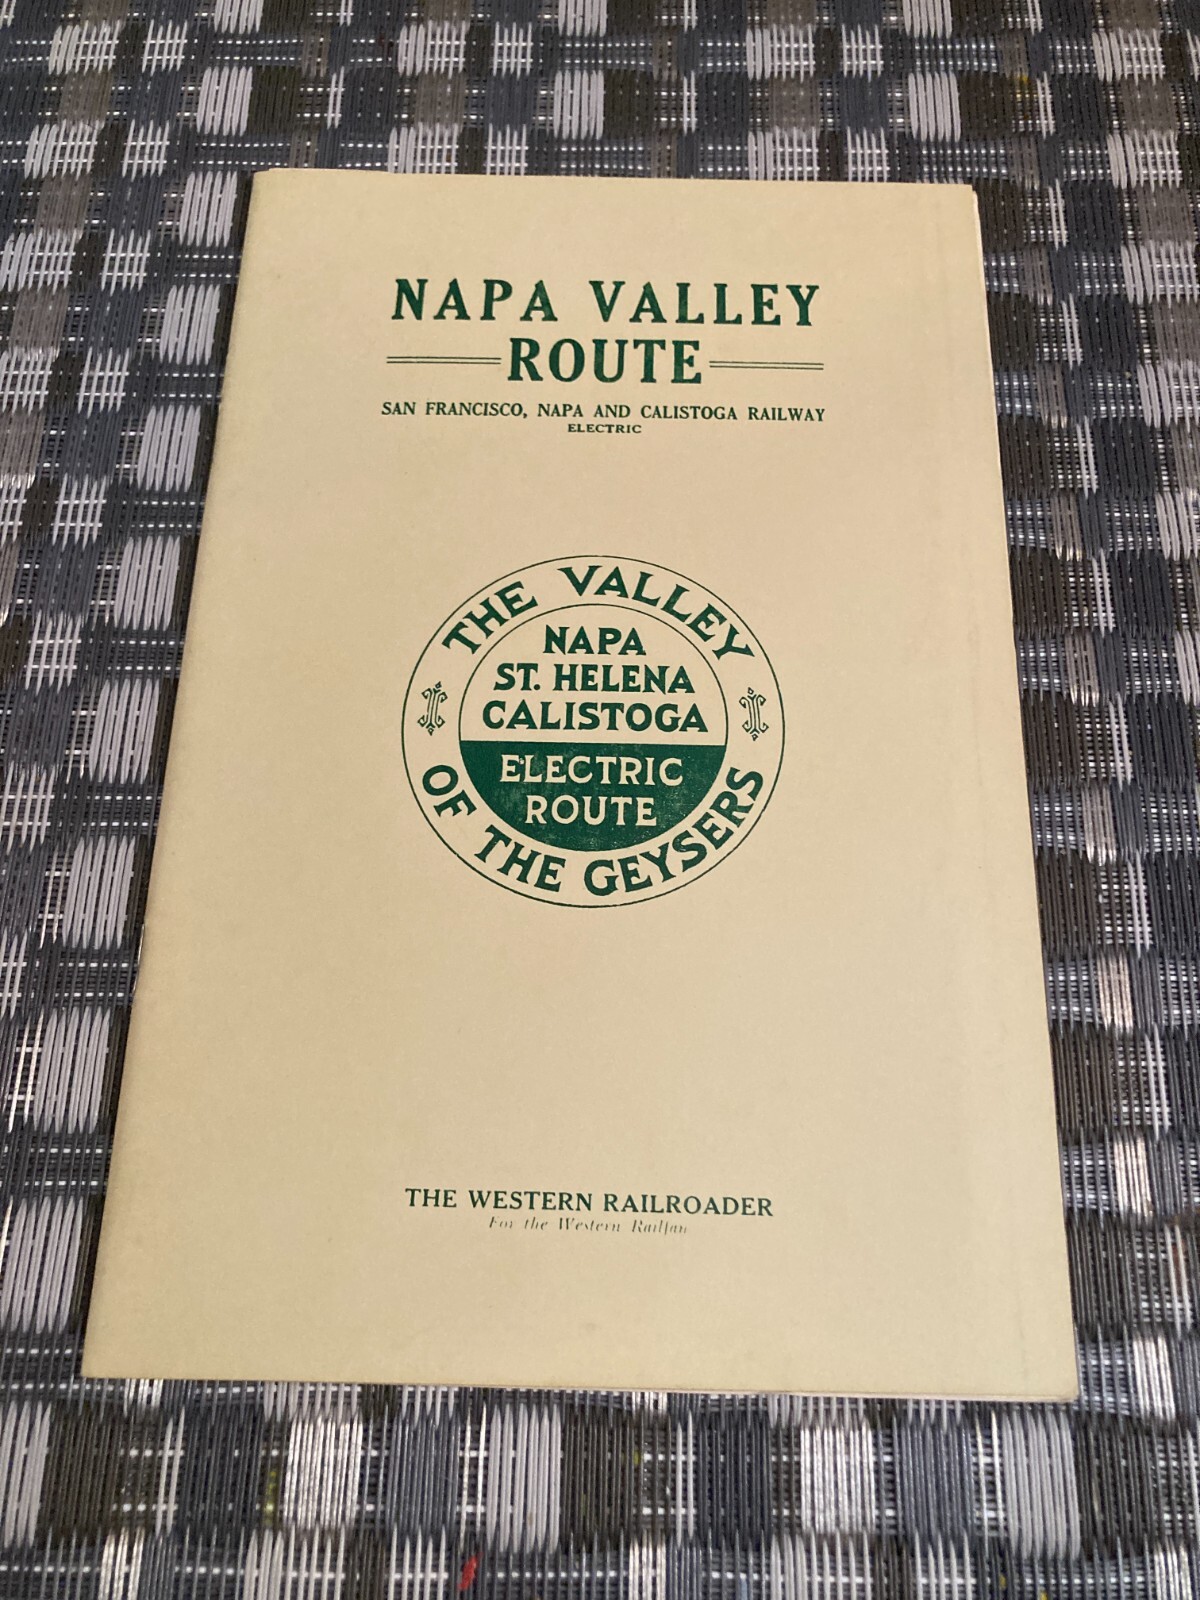 NAPA VALLEY
ROUTE
SAN FRANCISCO, NAPA AND CALISTOGA RAILWAY
ELECTRIC
THE VALLEY
NAPA
ST. HELENA
CALISTOGA
ELECTRIC
ROUTE
OF THE GEYSERS
THE WESTERN RAILROADER
For the Western Railfan